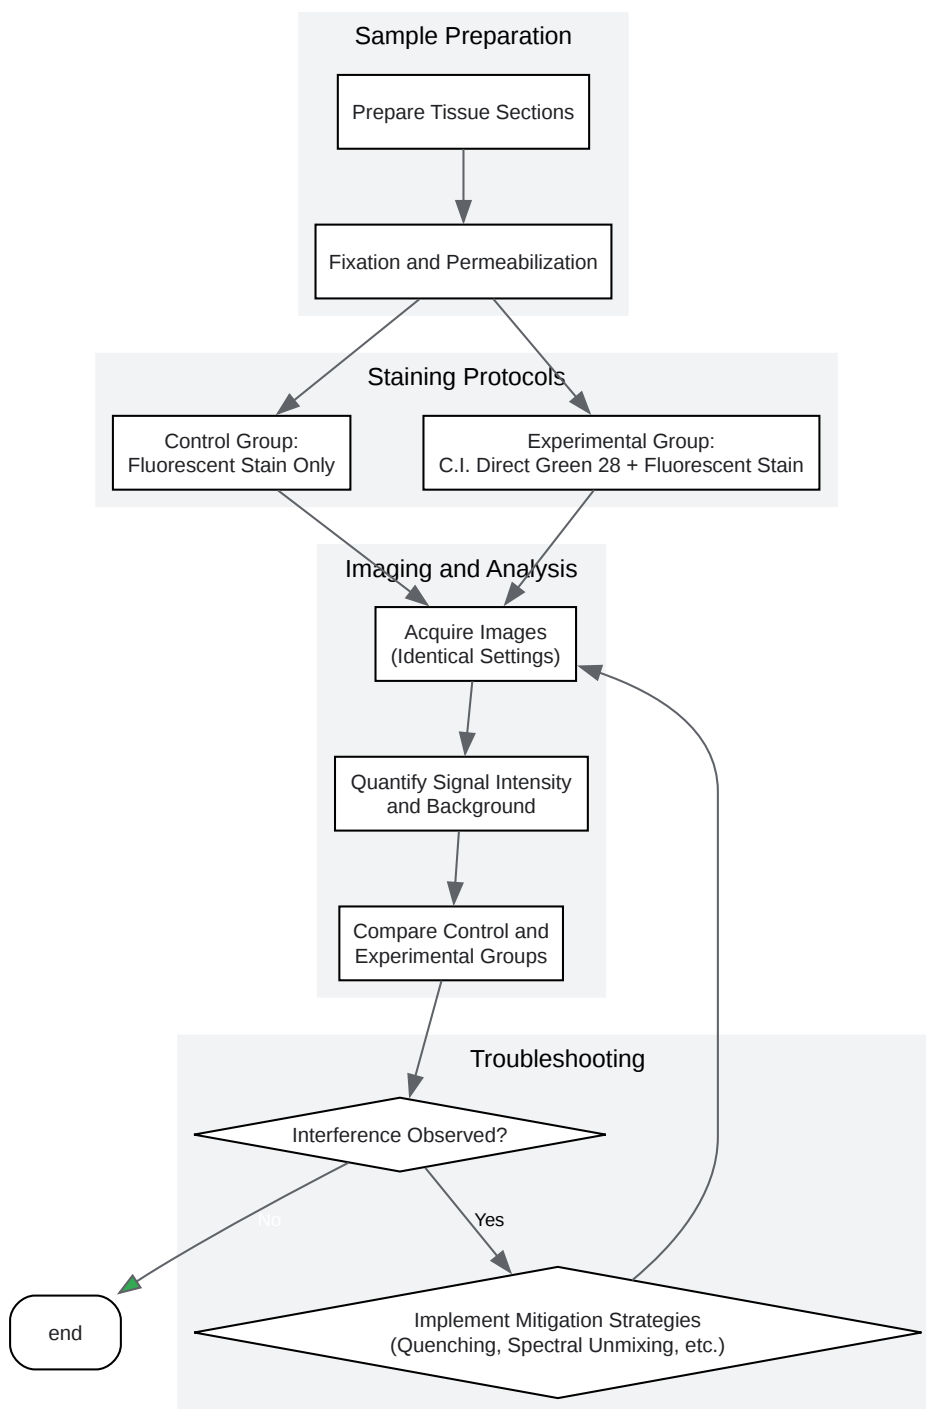 Sample Preparation
Prepare Tissue Sections
Fixation and Permeabilization
Staining Protocols
Control Group:
Fluorescent Stain Only
Experimental Group:
C.I. Direct Green 28 + Fluorescent Stain
Imaging and Analysis
Acquire Images
(Identical Settings)
Quantify Signal Intensity
and Background
Compare Control and
Experimental Groups
Troubleshooting
Interference Observed?
No
Yes
end
Implement Mitigation Strategies
(Quenching, Spectral Unmixing, etc.)